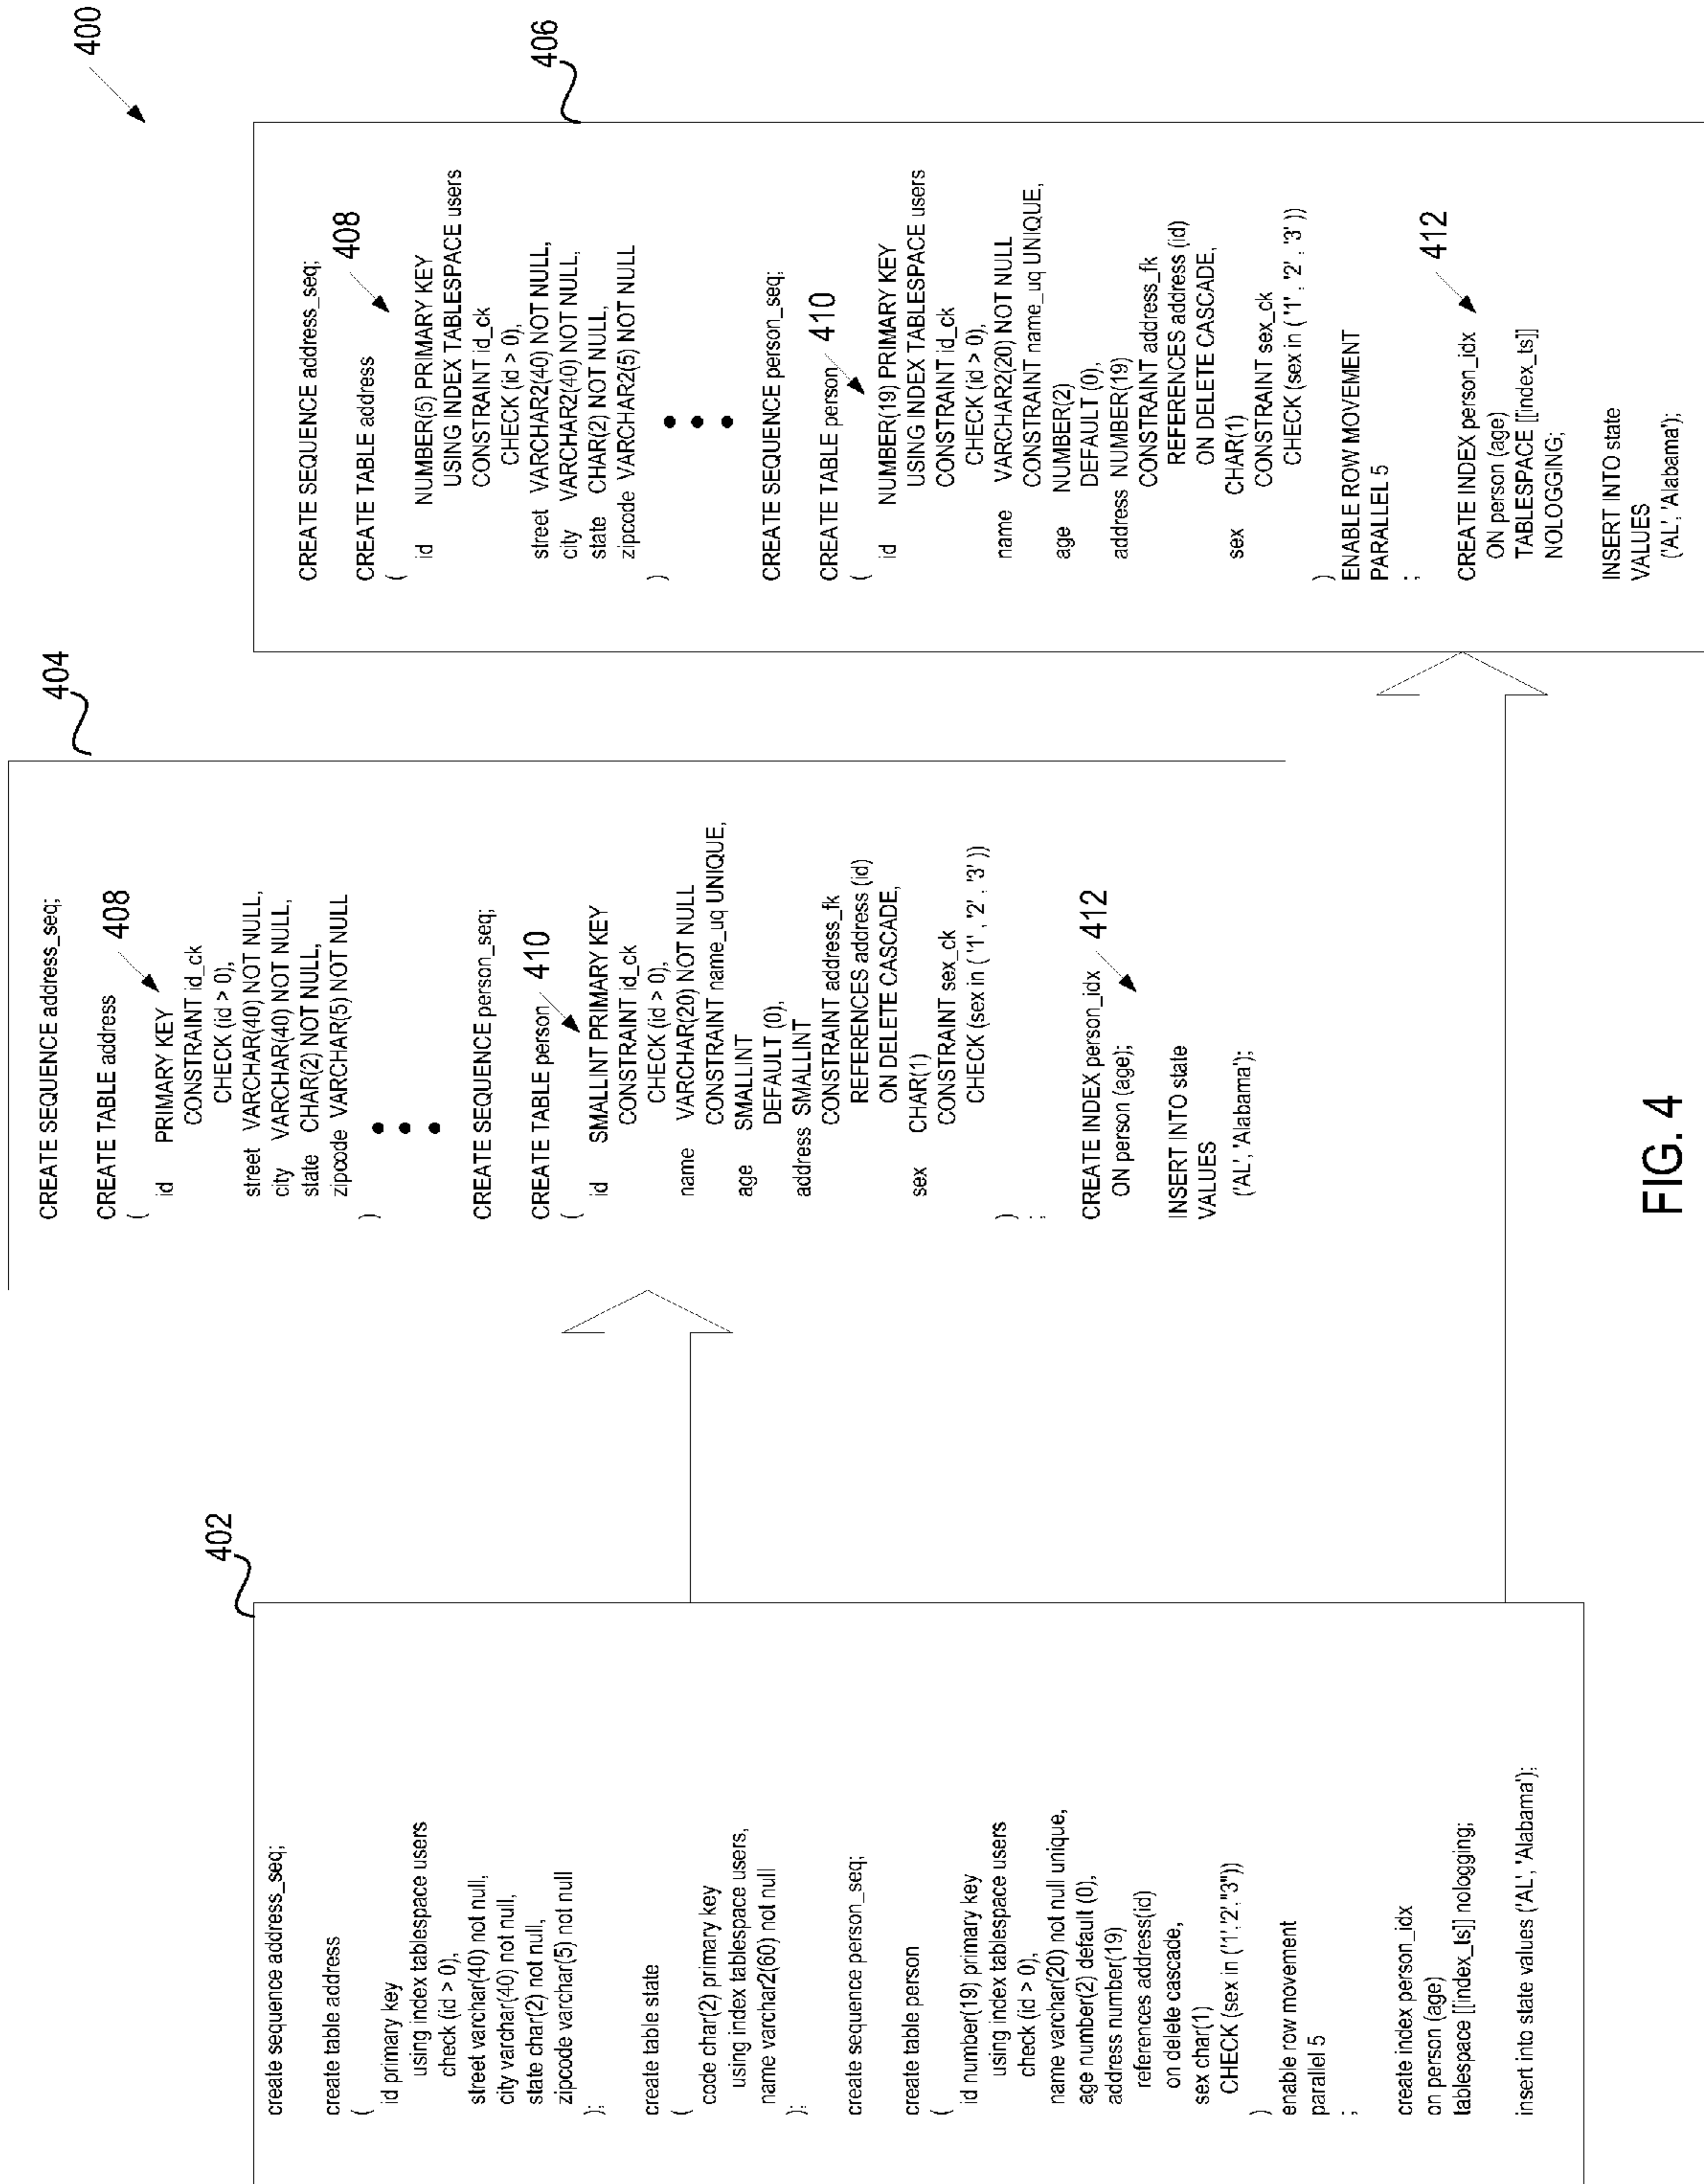 400
402
create sequence address_seq;
create table address
(
id primary key
using index tablespace users
check (id > 0),
street varchar(40) not null,
city varchar(40) not null,
state char(2) not null,
zipcode varchar(5) not null
);
create table state
(
code char(2) primary key
using index tablespace users,
name varchar2(60) not null
);
create sequence person_seq;
create table person
(
id number(19) primary key
using index tablespace users
check (id > 0),
name varchar(20) not null unique,
age number(2) default (0),
address number(19)
references address(id)
on delete cascade,
sex char(1)
CHECK (sex in ('1','2',"3"))
)
enable row movement
parallel 5
;
create index person_idx
on person (age)
tablespace [[index_ts]] nologging;
insert into state values ('AL', 'Alabama');
404
CREATE SEQUENCE address_seq;
CREATE TABLE address 408
(
id PRIMARY KEY
CONSTRAINT id_ck
CHECK (id > 0),
street VARCHAR(40) NOT NULL,
city VARCHAR(40) NOT NULL,
state CHAR(2) NOT NULL,
zipcode VARCHAR(5) NOT NULL
)
CREATE SEQUENCE person_seq;
CREATE TABLE person 410
(
id SMALLINT PRIMARY KEY
CONSTRAINT id_ck
CHECK (id > 0),
name VARCHAR(20) NOT NULL
CONSTRAINT name_uq UNIQUE,
age SMALLINT
DEFAULT (0),
address SMALLINT
CONSTRAINT address_fk
REFERENCES address (id)
ON DELETE CASCADE,
sex CHAR(1)
CONSTRAINT sex_ck
CHECK (sex in ( '1' , '2' , '3' ))
)
;
CREATE INDEX person_idx 412
ON person (age);
INSERT INTO state
VALUES
('AL', 'Alabama');
406
CREATE SEQUENCE address_seq;
CREATE TABLE address 408
(
id NUMBER(5) PRIMARY KEY
USING INDEX TABLESPACE users
CONSTRAINT id_ck
CHECK (id > 0),
street VARCHAR2(40) NOT NULL,
city VARCHAR2(40) NOT NULL,
state CHAR(2) NOT NULL,
zipcode VARCHAR2(5) NOT NULL
)
CREATE SEQUENCE person_seq;
CREATE TABLE person 410
(
id NUMBER(19) PRIMARY KEY
USING INDEX TABLESPACE users
CONSTRAINT id_ck
CHECK (id > 0),
name VARCHAR2(20) NOT NULL
CONSTRAINT name_uq UNIQUE,
age NUMBER(2)
DEFAULT (0),
address NUMBER(19)
CONSTRAINT address_fk
REFERENCES address (id)
ON DELETE CASCADE,
sex CHAR(1)
CONSTRAINT sex_ck
CHECK (sex in ( '1' , '2' , '3' ))
)
ENABLE ROW MOVEMENT
PARALLEL 5
;
CREATE INDEX person_idx 412
ON person (age)
TABLESPACE [[index_ts]]
NOLOGGING;
INSERT INTO state
VALUES
('AL', 'Alabama');
FIG. 4